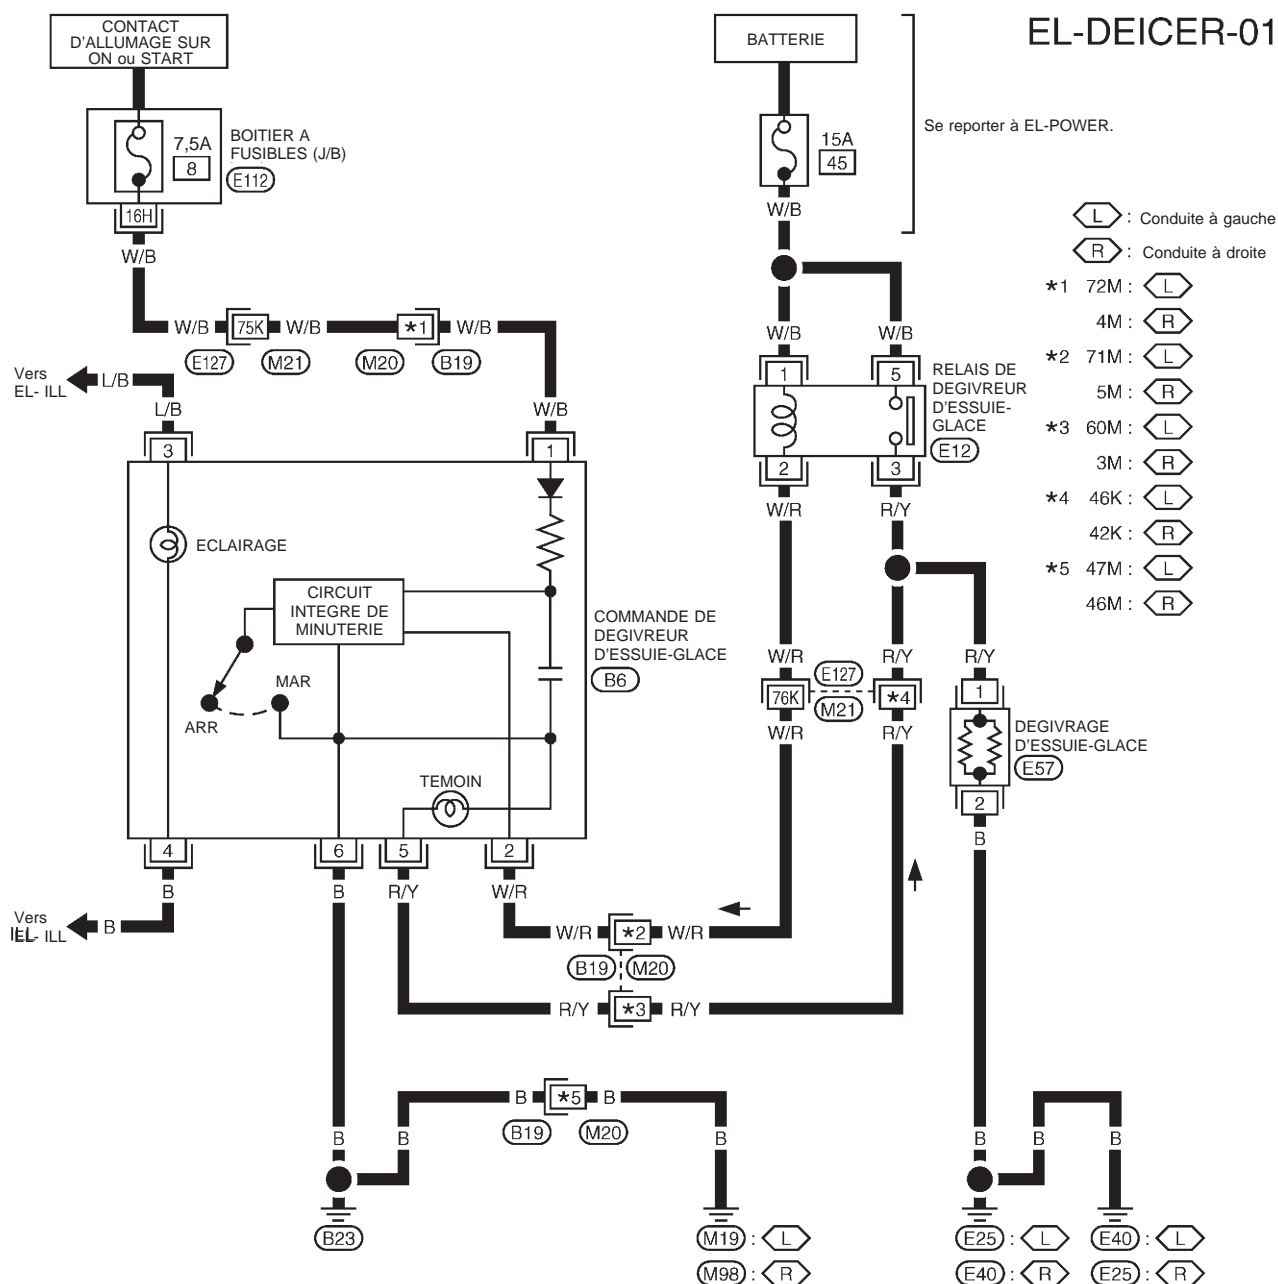 EL-DEICER-01
CONTACT
D'ALLUMAGE SUR
ON ou START
BATTERIE
Se reporter à EL-POWER.
7,5A
8
BOITIER A
FUSIBLES (J/B)
E112
16H
W/B
15A
45
W/B
L : Conduite à gauche
R : Conduite à droite
★1 72M : L
4M : R
★2 71M : L
5M : R
★3 60M : L
3M : R
★4 46K : L
42K : R
★5 47M : L
46M : R
W/B 75K W/B ★1 W/B
E127 M21 M20 B19
W/B W/B
1 5
RELAIS DE
DEGIVREUR
D'ESSUIE-
GLACE
E12
2 3
W/R R/Y
Vers
EL- ILL
L/B
L/B
W/B
3 1
ECLAIRAGE
CIRCUIT
INTEGRE DE
MINUTERIE
COMMANDE DE
DEGIVREUR
D'ESSUIE-GLACE
B6
MAR
ARR
TEMOIN
W/R R/Y R/Y
E127
76K ★4
M21
W/R R/Y
1
DEGIVRAGE
D'ESSUIE-GLACE
E57
2
B
4 6 5 2
B B R/Y W/R
Vers
EL- ILL
ILL
B
W/R ★2 W/R
B19 M20
R/Y ★3 R/Y
B ★5 B
B19 M20
B B B B B B
B23
M19 : L
M98 : R
E25 : L
E40 : R
E40 : L
E25 : R